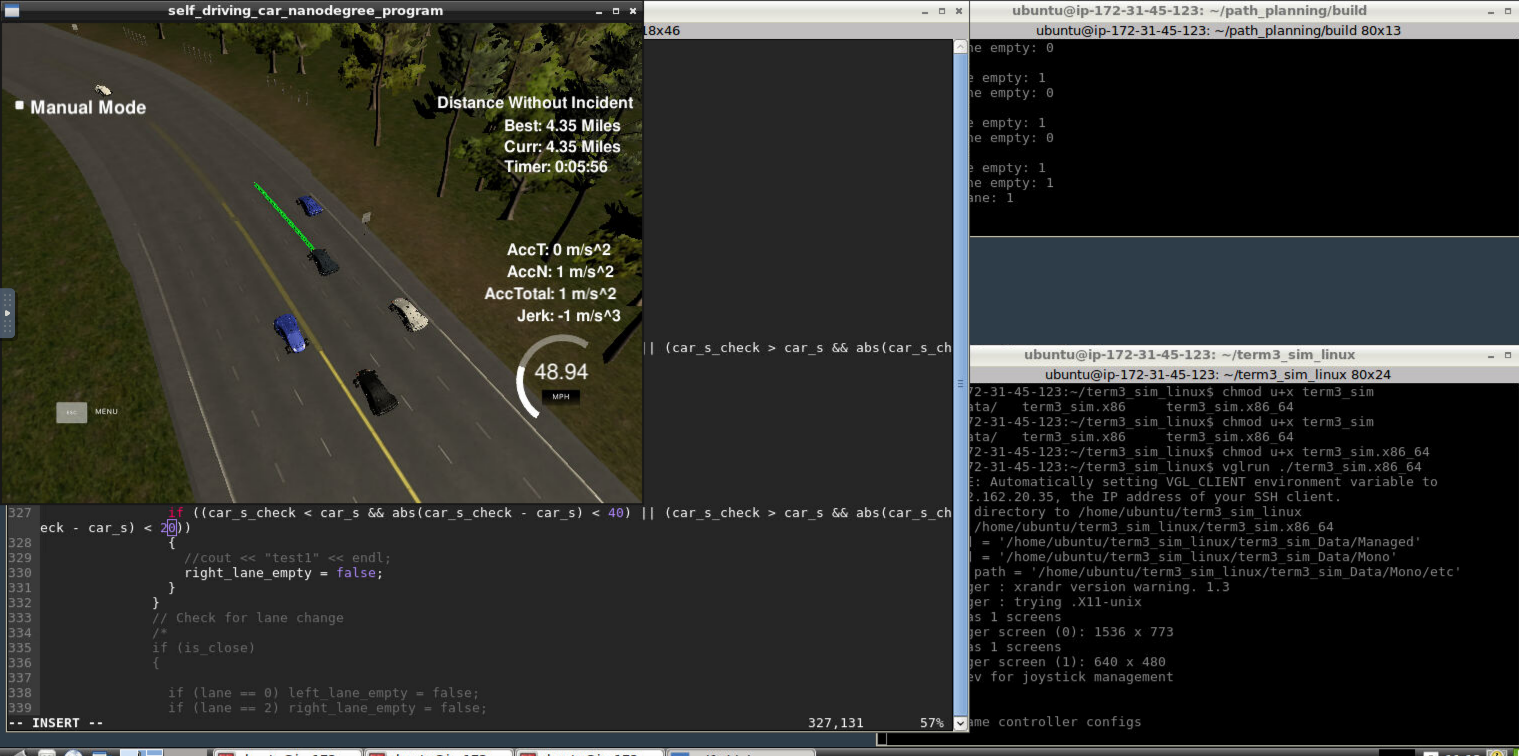 self_driving_car_nanodegree_program
Manual Mode
Distance Without Incident
Best: 4.35 Miles
Curr: 4.35 Miles
Timer: 0:05:56
AccT: 0 m/s^2
AccN: 1 m/s^2
AccTotal: 1 m/s^2
Jerk: -1 m/s^3
48.94
MPH
ESC
MENU
18x46
|| (car_s_check > car_s && abs(car_s_ch
327 if ((car_s_check < car_s && abs(car_s_check - car_s) < 40) || (car_s_check > car_s && abs(car_s_ch
eck - car_s) < 20))
328 {
329 //cout << "test1" << endl;
330 right_lane_empty = false;
331 }
332 }
333 // Check for lane change
334 /*
335 if (is_close)
336 {
337
338 if (lane == 0) left_lane_empty = false;
339 if (lane == 2) right_lane_empty = false;
-- INSERT -- 327,131 57%
ubuntu@ip-172-31-45-123: ~/path_planning/build
ubuntu@ip-172-31-45-123: ~/path_planning/build 80x13
ne empty: 0
e empty: 1
ne empty: 0
e empty: 1
ne empty: 0
e empty: 1
ne empty: 1
ane: 1
ubuntu@ip-172-31-45-123: ~/term3_sim_linux
ubuntu@ip-172-31-45-123: ~/term3_sim_linux 80x24
72-31-45-123:~/term3_sim_linux$ chmod u+x term3_sim
ata/ term3_sim.x86 term3_sim.x86_64
72-31-45-123:~/term3_sim_linux$ chmod u+x term3_sim
ata/ term3_sim.x86 term3_sim.x86_64
72-31-45-123:~/term3_sim_linux$ chmod u+x term3_sim.x86_64
72-31-45-123:~/term3_sim_linux$ vglrun ./term3_sim.x86_64
E: Automatically setting VGL_CLIENT environment variable to
2.162.20.35, the IP address of your SSH client.
directory to /home/ubuntu/term3_sim_linux
/home/ubuntu/term3_sim_linux/term3_sim.x86_64
] = '/home/ubuntu/term3_sim_linux/term3_sim_Data/Managed'
] = '/home/ubuntu/term3_sim_linux/term3_sim_Data/Mono'
path = '/home/ubuntu/term3_sim_linux/term3_sim_Data/Mono/etc'
ger : xrandr version warning. 1.3
ger : trying .X11-unix
as 1 screens
ger screen (0): 1536 x 773
as 1 screens
ger screen (1): 640 x 480
ev for joystick management
ame controller configs